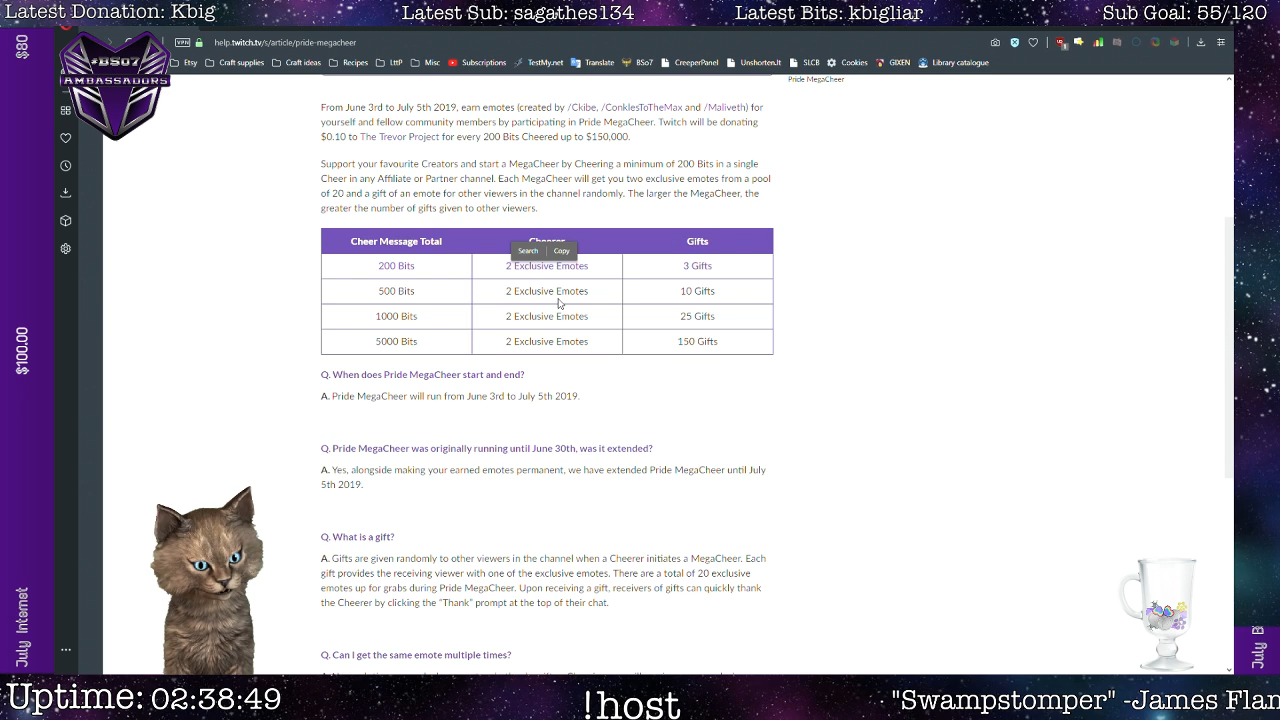 Latest Donation: Kbig
Latest Sub: sagathes134
Latest Bits: kbigliar
Sub Goal: 55/120
$80
$100.00
July Internet
#BSO7
AMBASSADORS
VPN
help.twitch.tv/s/article/pride-megacheer
Etsy
Craft supplies
Craft ideas
Recipes
LttP
Misc
Subscriptions
TestMy.net
Translate
BSo7
CreeperPanel
Unshorten.It
SLCB
Cookies
GIXEN
Library catalogue
Pride MegaCheer
From June 3rd to July 5th 2019, earn emotes (created by /Ckibe, /ConklesToTheMax and /Maliveth) for
yourself and fellow community members by participating in Pride MegaCheer. Twitch will be donating
$0.10 to The Trevor Project for every 200 Bits Cheered up to $150,000.
Support your favourite Creators and start a MegaCheer by Cheering a minimum of 200 Bits in a single
Cheer in any Affiliate or Partner channel. Each MegaCheer will get you two exclusive emotes from a pool
of 20 and a gift of an emote for other viewers in the channel randomly. The larger the MegaCheer, the
greater the number of gifts given to other viewers.
Cheer Message Total
Cheerer
Gifts
Search
Copy
200 Bits
2 Exclusive Emotes
3 Gifts
500 Bits
2 Exclusive Emotes
10 Gifts
1000 Bits
2 Exclusive Emotes
25 Gifts
5000 Bits
2 Exclusive Emotes
150 Gifts
Q. When does Pride MegaCheer start and end?
A. Pride MegaCheer will run from June 3rd to July 5th 2019.
Q. Pride MegaCheer was originally running until June 30th, was it extended?
A. Yes, alongside making your earned emotes permanent, we have extended Pride MegaCheer until July
5th 2019.
Q. What is a gift?
A. Gifts are given randomly to other viewers in the channel when a Cheerer initiates a MegaCheer. Each
gift provides the receiving viewer with one of the exclusive emotes. There are a total of 20 exclusive
emotes up for grabs during Pride MegaCheer. Upon receiving a gift, receivers of gifts can quickly thank
the Cheerer by clicking the "Thank" prompt at the top of their chat.
Q. Can I get the same emote multiple times?
July B
Uptime: 02:38:49
!host
"Swampstomper" -James Flan